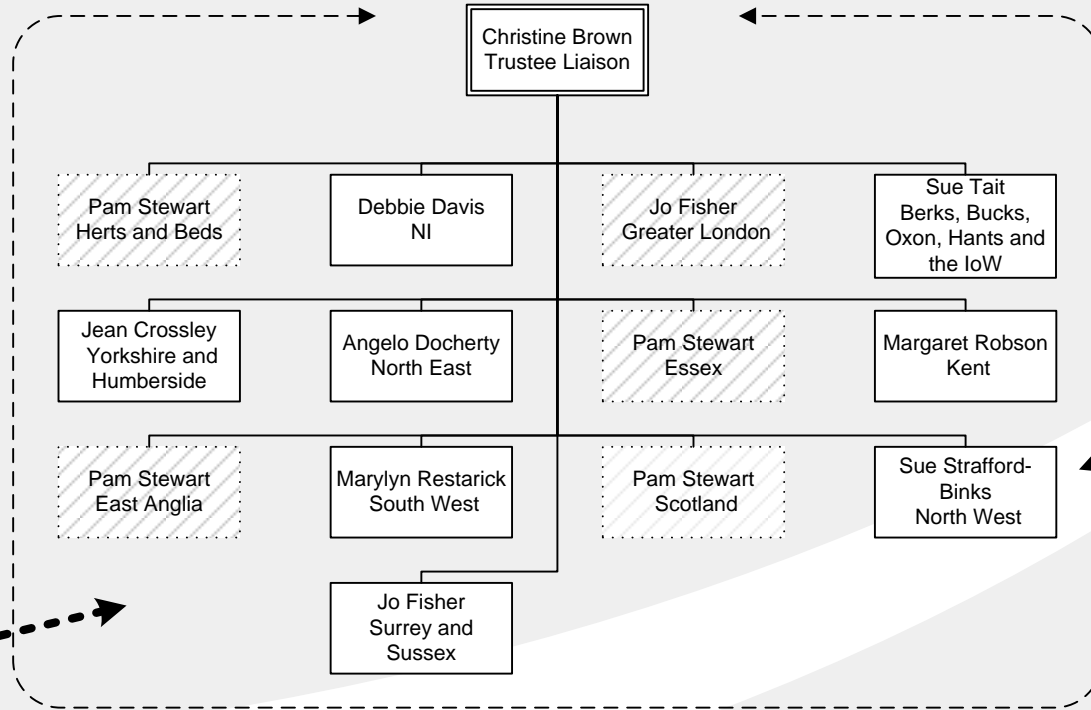 Christine Brown
Trustee Liaison
Pam Stewart
Herts and Beds
Debbie Davis
NI
Jo Fisher
Greater London
Sue Tait
Berks, Bucks,
Oxon, Hants and
the IoW
Jean Crossley
Yorkshire and
Humberside
Angelo Docherty
North East
Pam Stewart
Essex
Margaret Robson
Kent
Pam Stewart
East Anglia
Marylyn Restarick
South West
Pam Stewart
Scotland
Sue Strafford-
Binks
North West
Jo Fisher
Surrey and
Sussex